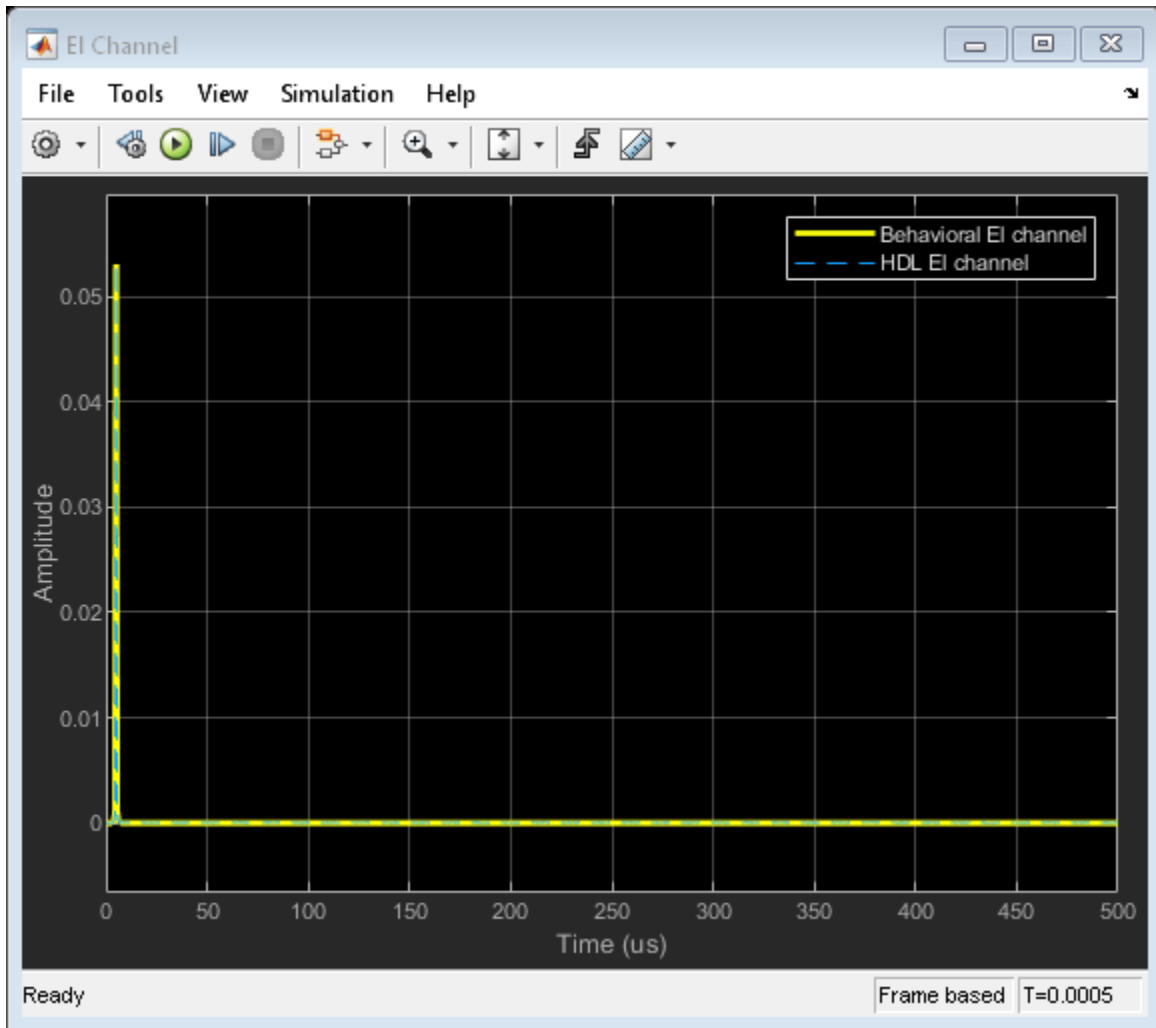 El Channel
File Tools View Simulation Help
Behavioral El channel
HDL El channel
0.05
0.04
0.03
0.02
0.01
0
Amplitude
0 50 100 150 200 250 300 350 400 450 500
Time (us)
Ready Frame based T=0.0005